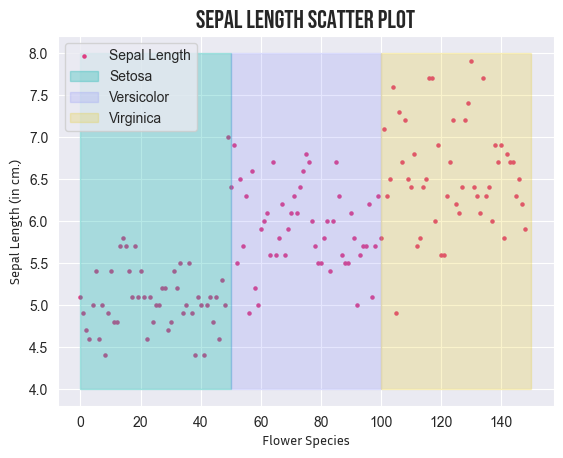 SEPAL LENGTH SCATTER PLOT
Sepal Length
Setosa
Versicolor
Virginica
8.0
7.5
7.0
6.5
6.0
5.5
5.0
4.5
4.0
Sepal Length (in cm.)
0 20 40 60 80 100 120 140
Flower Species